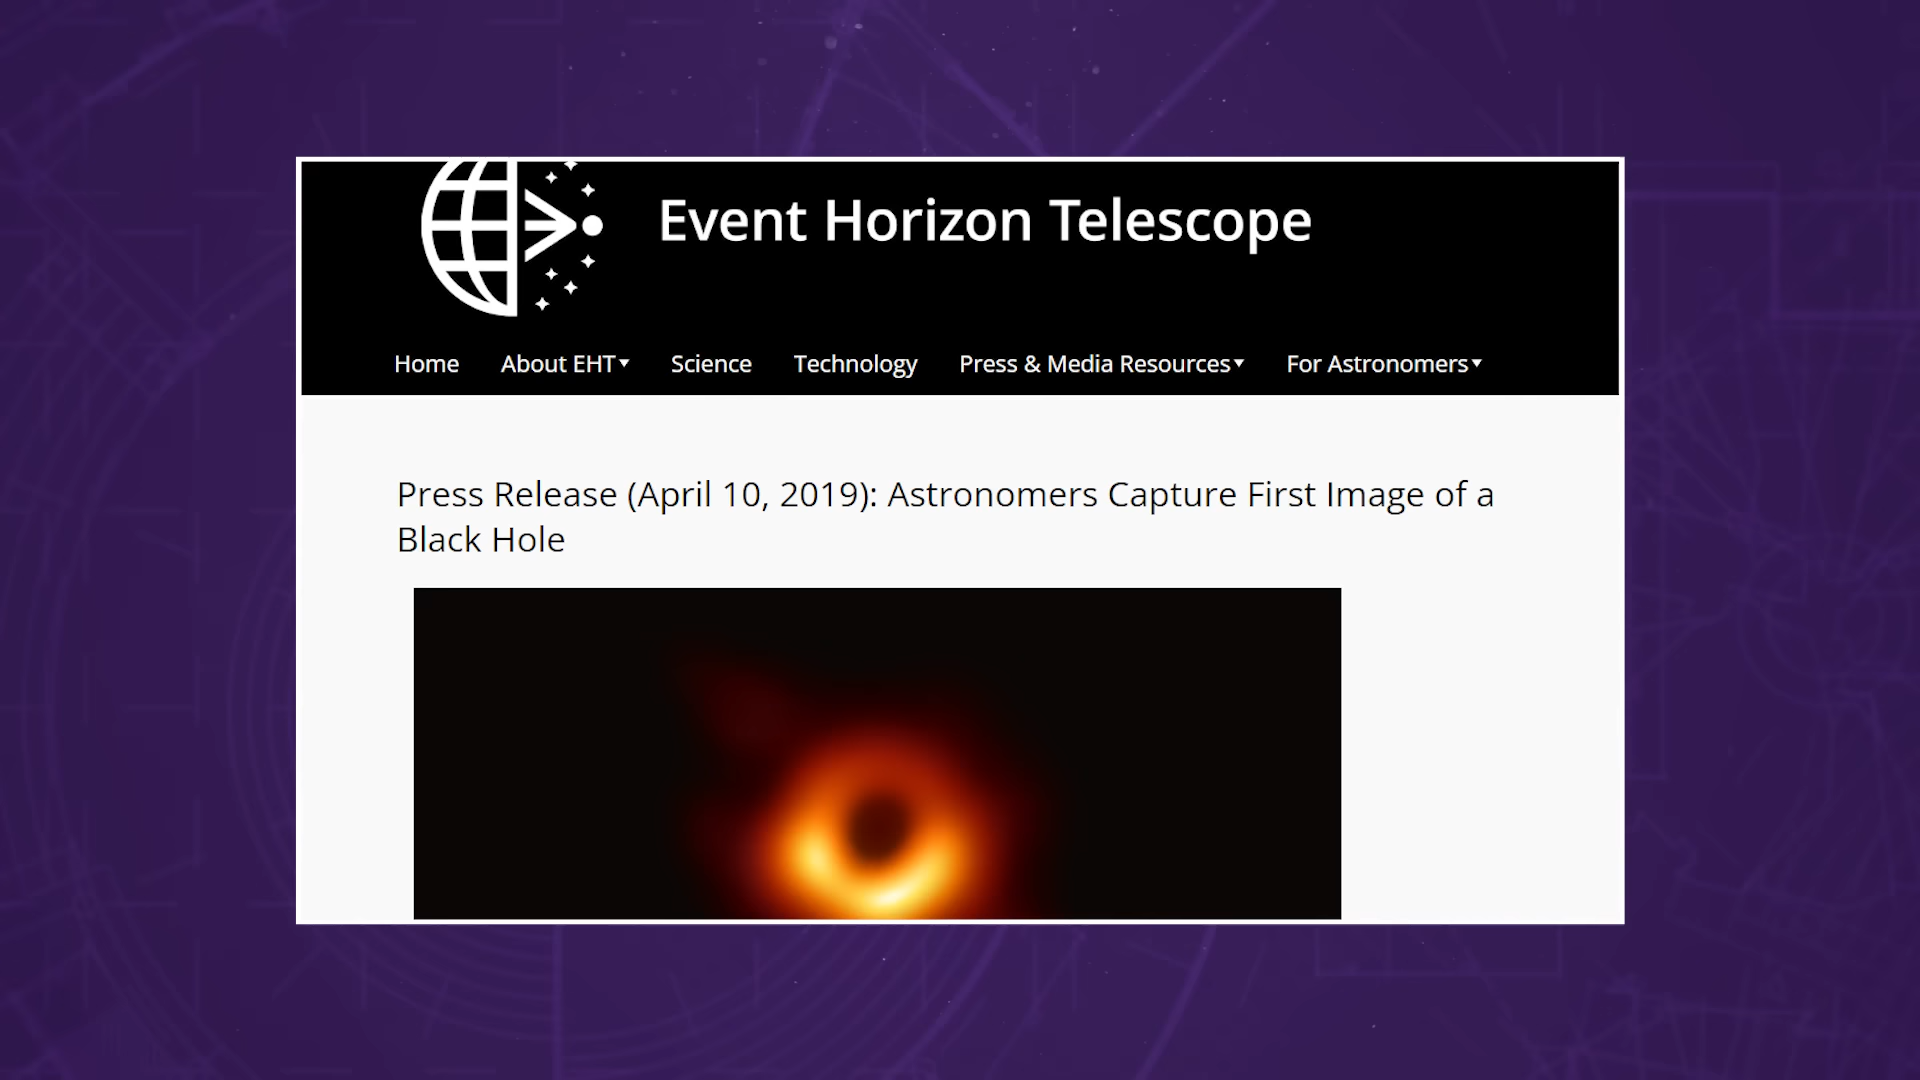 Event Horizon Telescope
Home About EHT Science Technology Press & Media Resources For Astronomers
Press Release (April 10, 2019): Astronomers Capture First Image of a
Black Hole